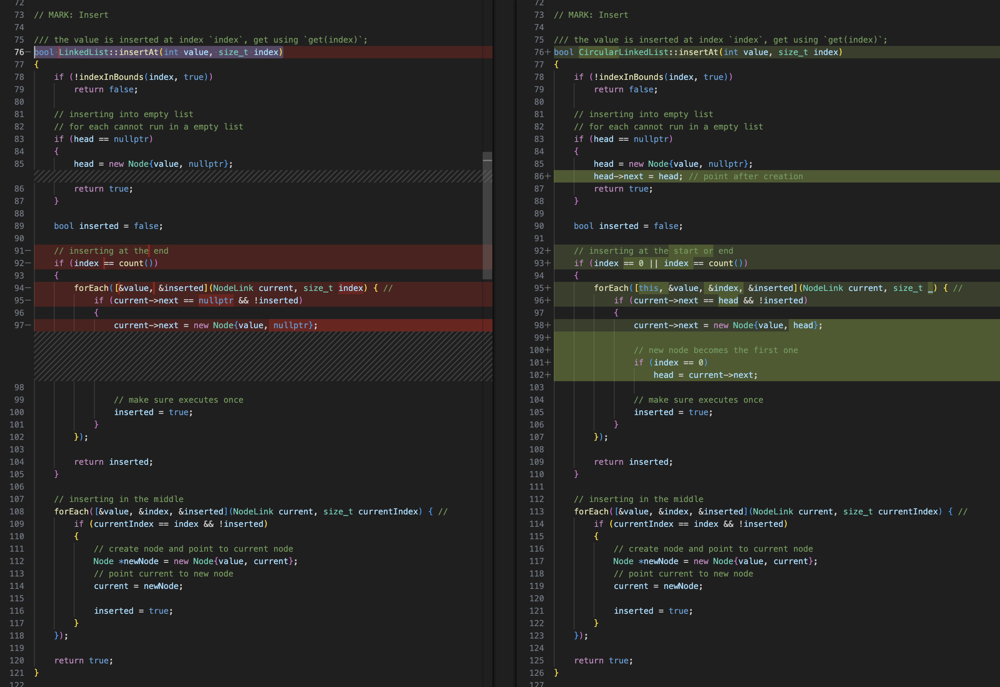 72
73 // MARK: Insert
74
75 /// the value is inserted at index `index`, get using `get(index)`;
76— bool LinkedList::insertAt(int value, size_t index)
77 {
78     if (!indexInBounds(index, true))
79         return false;
80
81     // inserting into empty list
82     // for each cannot run in a empty list
83     if (head == nullptr)
84     {
85         head = new Node{value, nullptr};
86         return true;
87     }
88
89     bool inserted = false;
90
91—     // inserting at the end
92—     if (index == count())
93     {
94—         forEach([&value, &inserted](NodeLink current, size_t index) { //
95—             if (current->next == nullptr && !inserted)
96             {
97—                 current->next = new Node{value, nullptr};
98
99                 // make sure executes once
100                 inserted = true;
101             }
102         });
103
104         return inserted;
105     }
106
107     // inserting in the middle
108     forEach([&value, &index, &inserted](NodeLink current, size_t currentIndex) { //
109         if (currentIndex == index && !inserted)
110         {
111             // create node and point to current node
112             Node *newNode = new Node{value, current};
113             // point current to new node
114             current = newNode;
115
116             inserted = true;
117         }
118     });
119
120     return true;
121 }
122
72
73 // MARK: Insert
74
75 /// the value is inserted at index `index`, get using `get(index)`;
76+ bool CircularLinkedList::insertAt(int value, size_t index)
77 {
78     if (!indexInBounds(index, true))
79         return false;
80
81     // inserting into empty list
82     // for each cannot run in a empty list
83     if (head == nullptr)
84     {
85         head = new Node{value, nullptr};
86+         head->next = head; // point after creation
87         return true;
88     }
89
90     bool inserted = false;
91
92+     // inserting at the start or end
93+     if (index == 0 || index == count())
94     {
95+         forEach([this, &value, &index, &inserted](NodeLink current, size_t _) { //
96+             if (current->next == head && !inserted)
97             {
98+                 current->next = new Node{value, head};
99+
100+                 // new node becomes the first one
101+                 if (index == 0)
102+                     head = current->next;
103
104                 // make sure executes once
105                 inserted = true;
106             }
107         });
108
109         return inserted;
110     }
111
112     // inserting in the middle
113     forEach([&value, &index, &inserted](NodeLink current, size_t currentIndex) { //
114         if (currentIndex == index && !inserted)
115         {
116             // create node and point to current node
117             Node *newNode = new Node{value, current};
118             // point current to new node
119             current = newNode;
120
121             inserted = true;
122         }
123     });
124
125     return true;
126 }
127